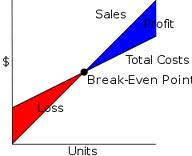 Sales
Profit
$
Total Costs
Break-Even Point
Loss
Units